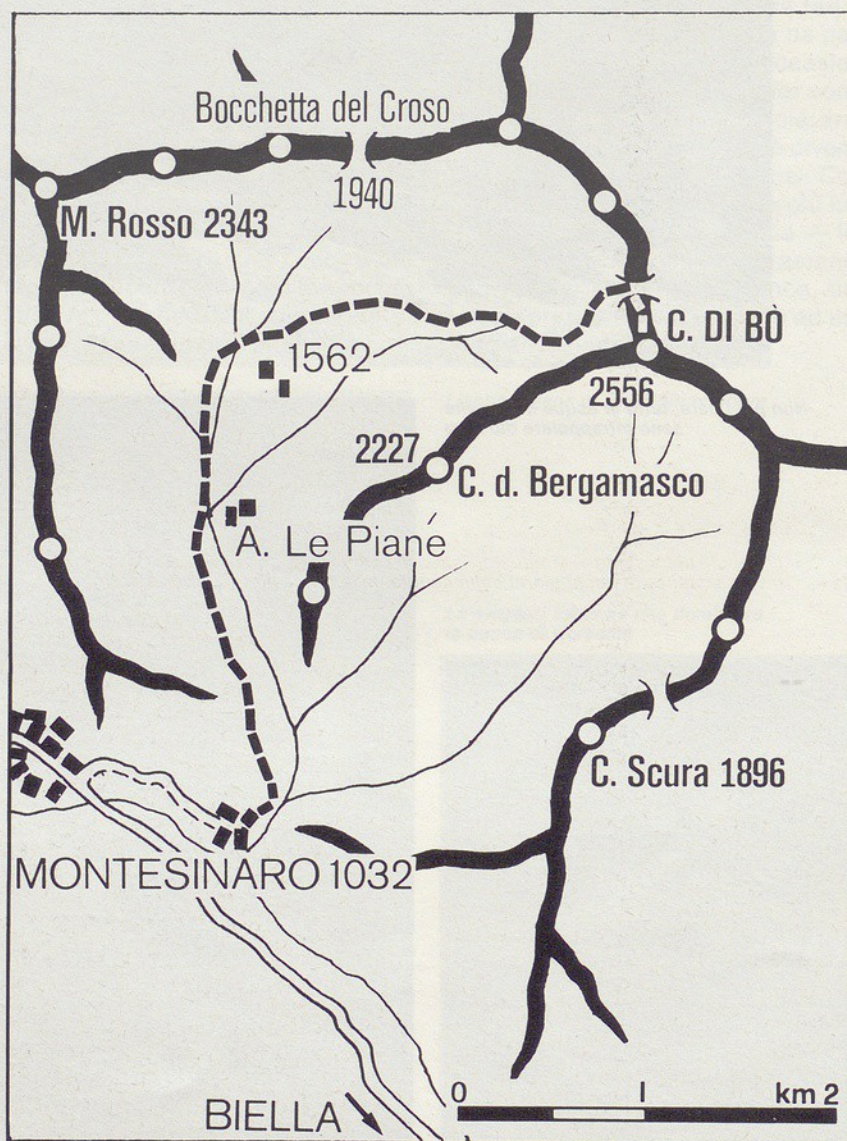 Bocchetta del Croso
1940
M. Rosso 2343
C. DI BO
1562
2556
2227
C. d. Bergamasco
A. Le Piane
C. Scura 1896
MONTESINARO 1032
0 1 km 2
BIELLA